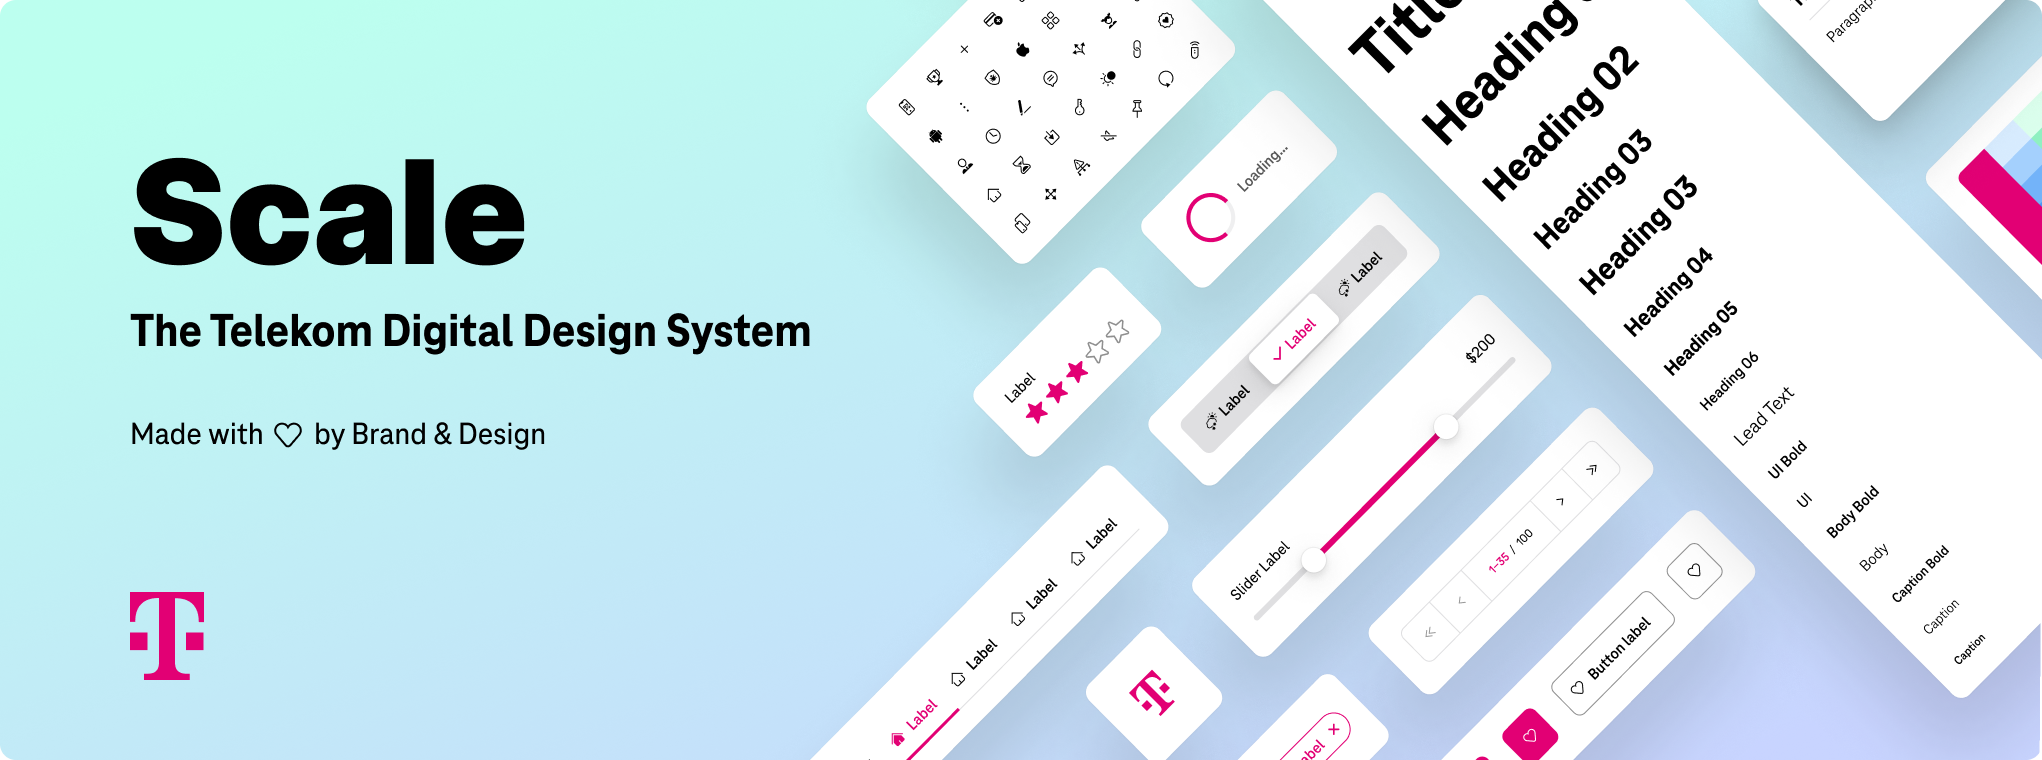 Scale
The Telekom Digital Design System
Made with ♡ by Brand & Design
T
Loading...
Label
Label
Label
Label
$200
Slider Label
1-35 / 100
Label
Label
Label
Label
T
Button label
Heading
Heading 02
Heading 03
Heading 03
Heading 04
Heading 05
Heading 06
Lead Text
UI Bold
UI
Body Bold
Body
Caption Bold
Caption
Caption